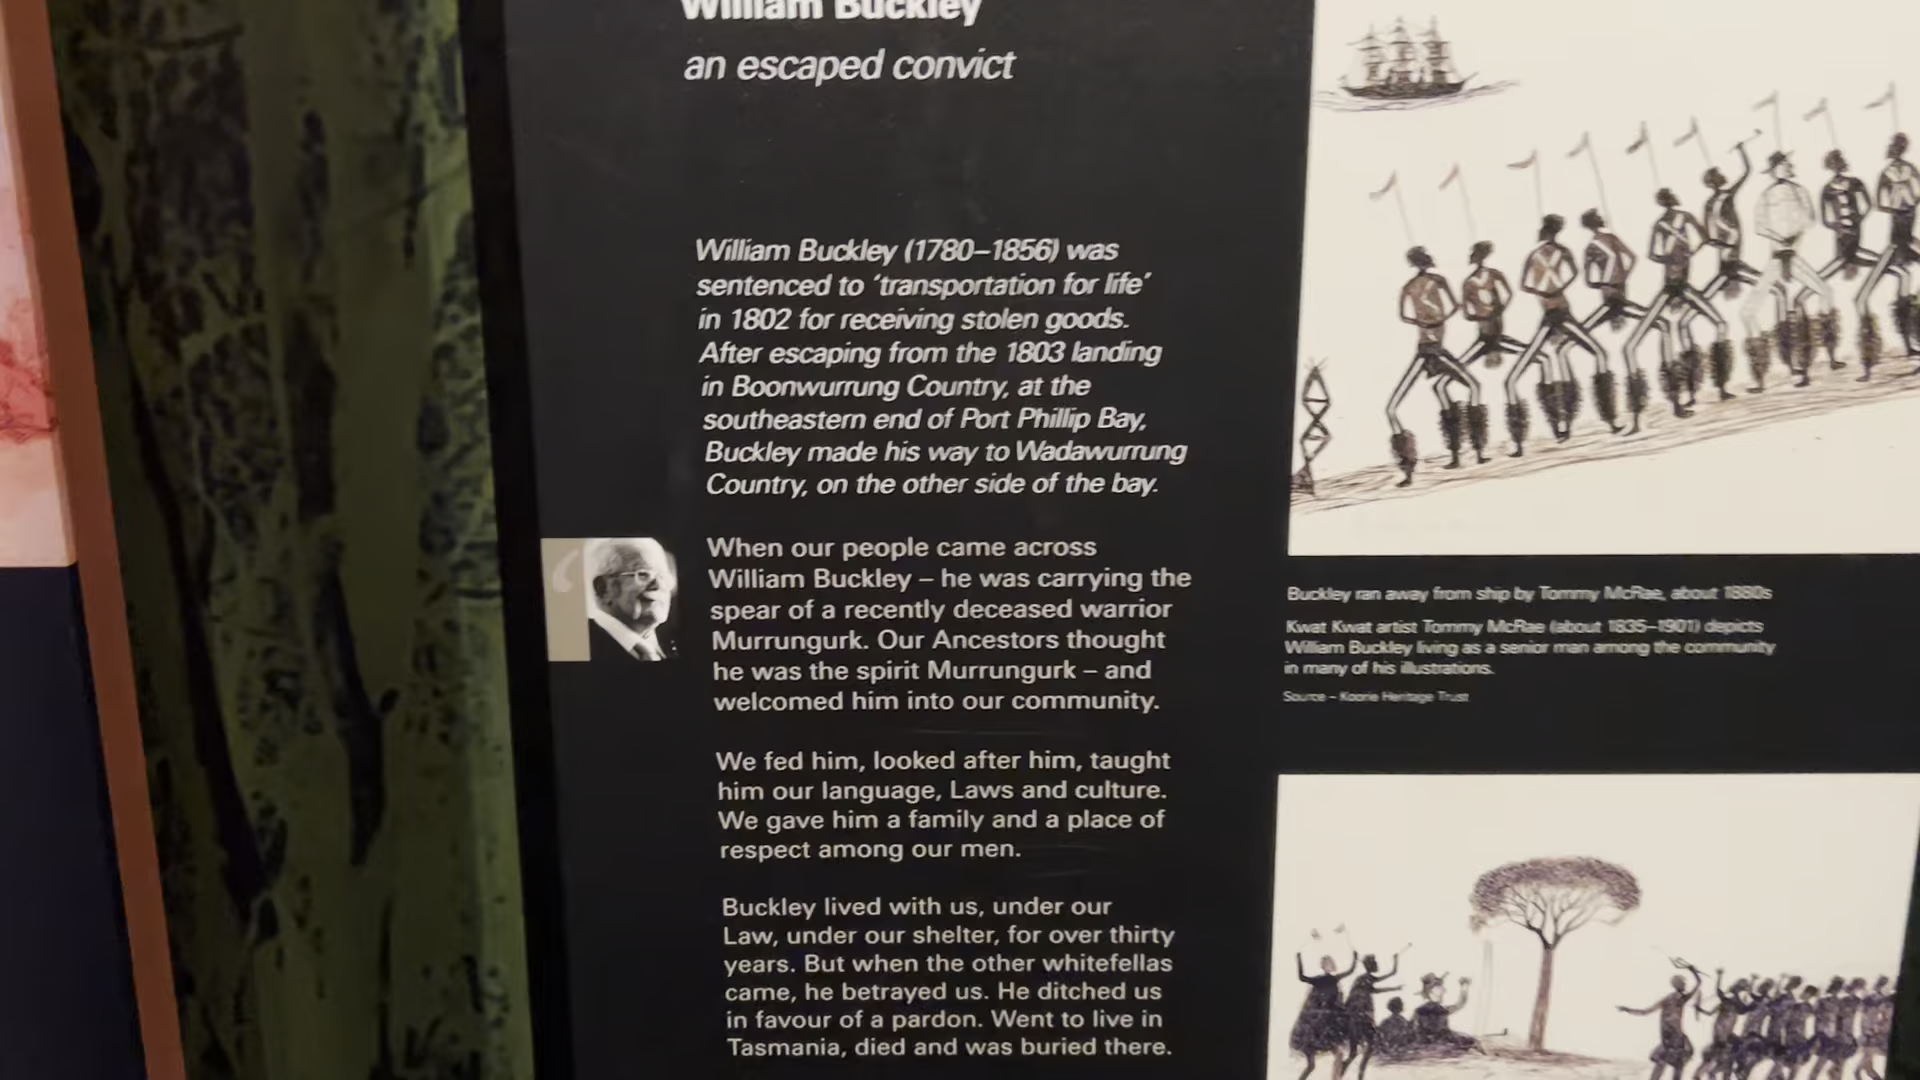 William Buckley
an escaped convict
William Buckley (1780–1856) was
sentenced to ‘transportation for life’
in 1802 for receiving stolen goods.
After escaping from the 1803 landing
in Boonwurrung Country, at the
southeastern end of Port Phillip Bay,
Buckley made his way to Wadawurrung
Country, on the other side of the bay.
When our people came across
William Buckley – he was carrying the
spear of a recently deceased warrior
Murrungurk. Our Ancestors thought
he was the spirit Murrungurk – and
welcomed him into our community.
We fed him, looked after him, taught
him our language, Laws and culture.
We gave him a family and a place of
respect among our men.
Buckley lived with us, under our
Law, under our shelter, for over thirty
years. But when the other whitefellas
came, he betrayed us. He ditched us
in favour of a pardon. Went to live in
Tasmania, died and was buried there.
Buckley ran away from ship by Tommy McRae, about 1880s
Kwat Kwat artist Tommy McRae (about 1835–1901) depicts
William Buckley living as a senior man among the community
in many of his illustrations.
Source – Koorie Heritage Trust